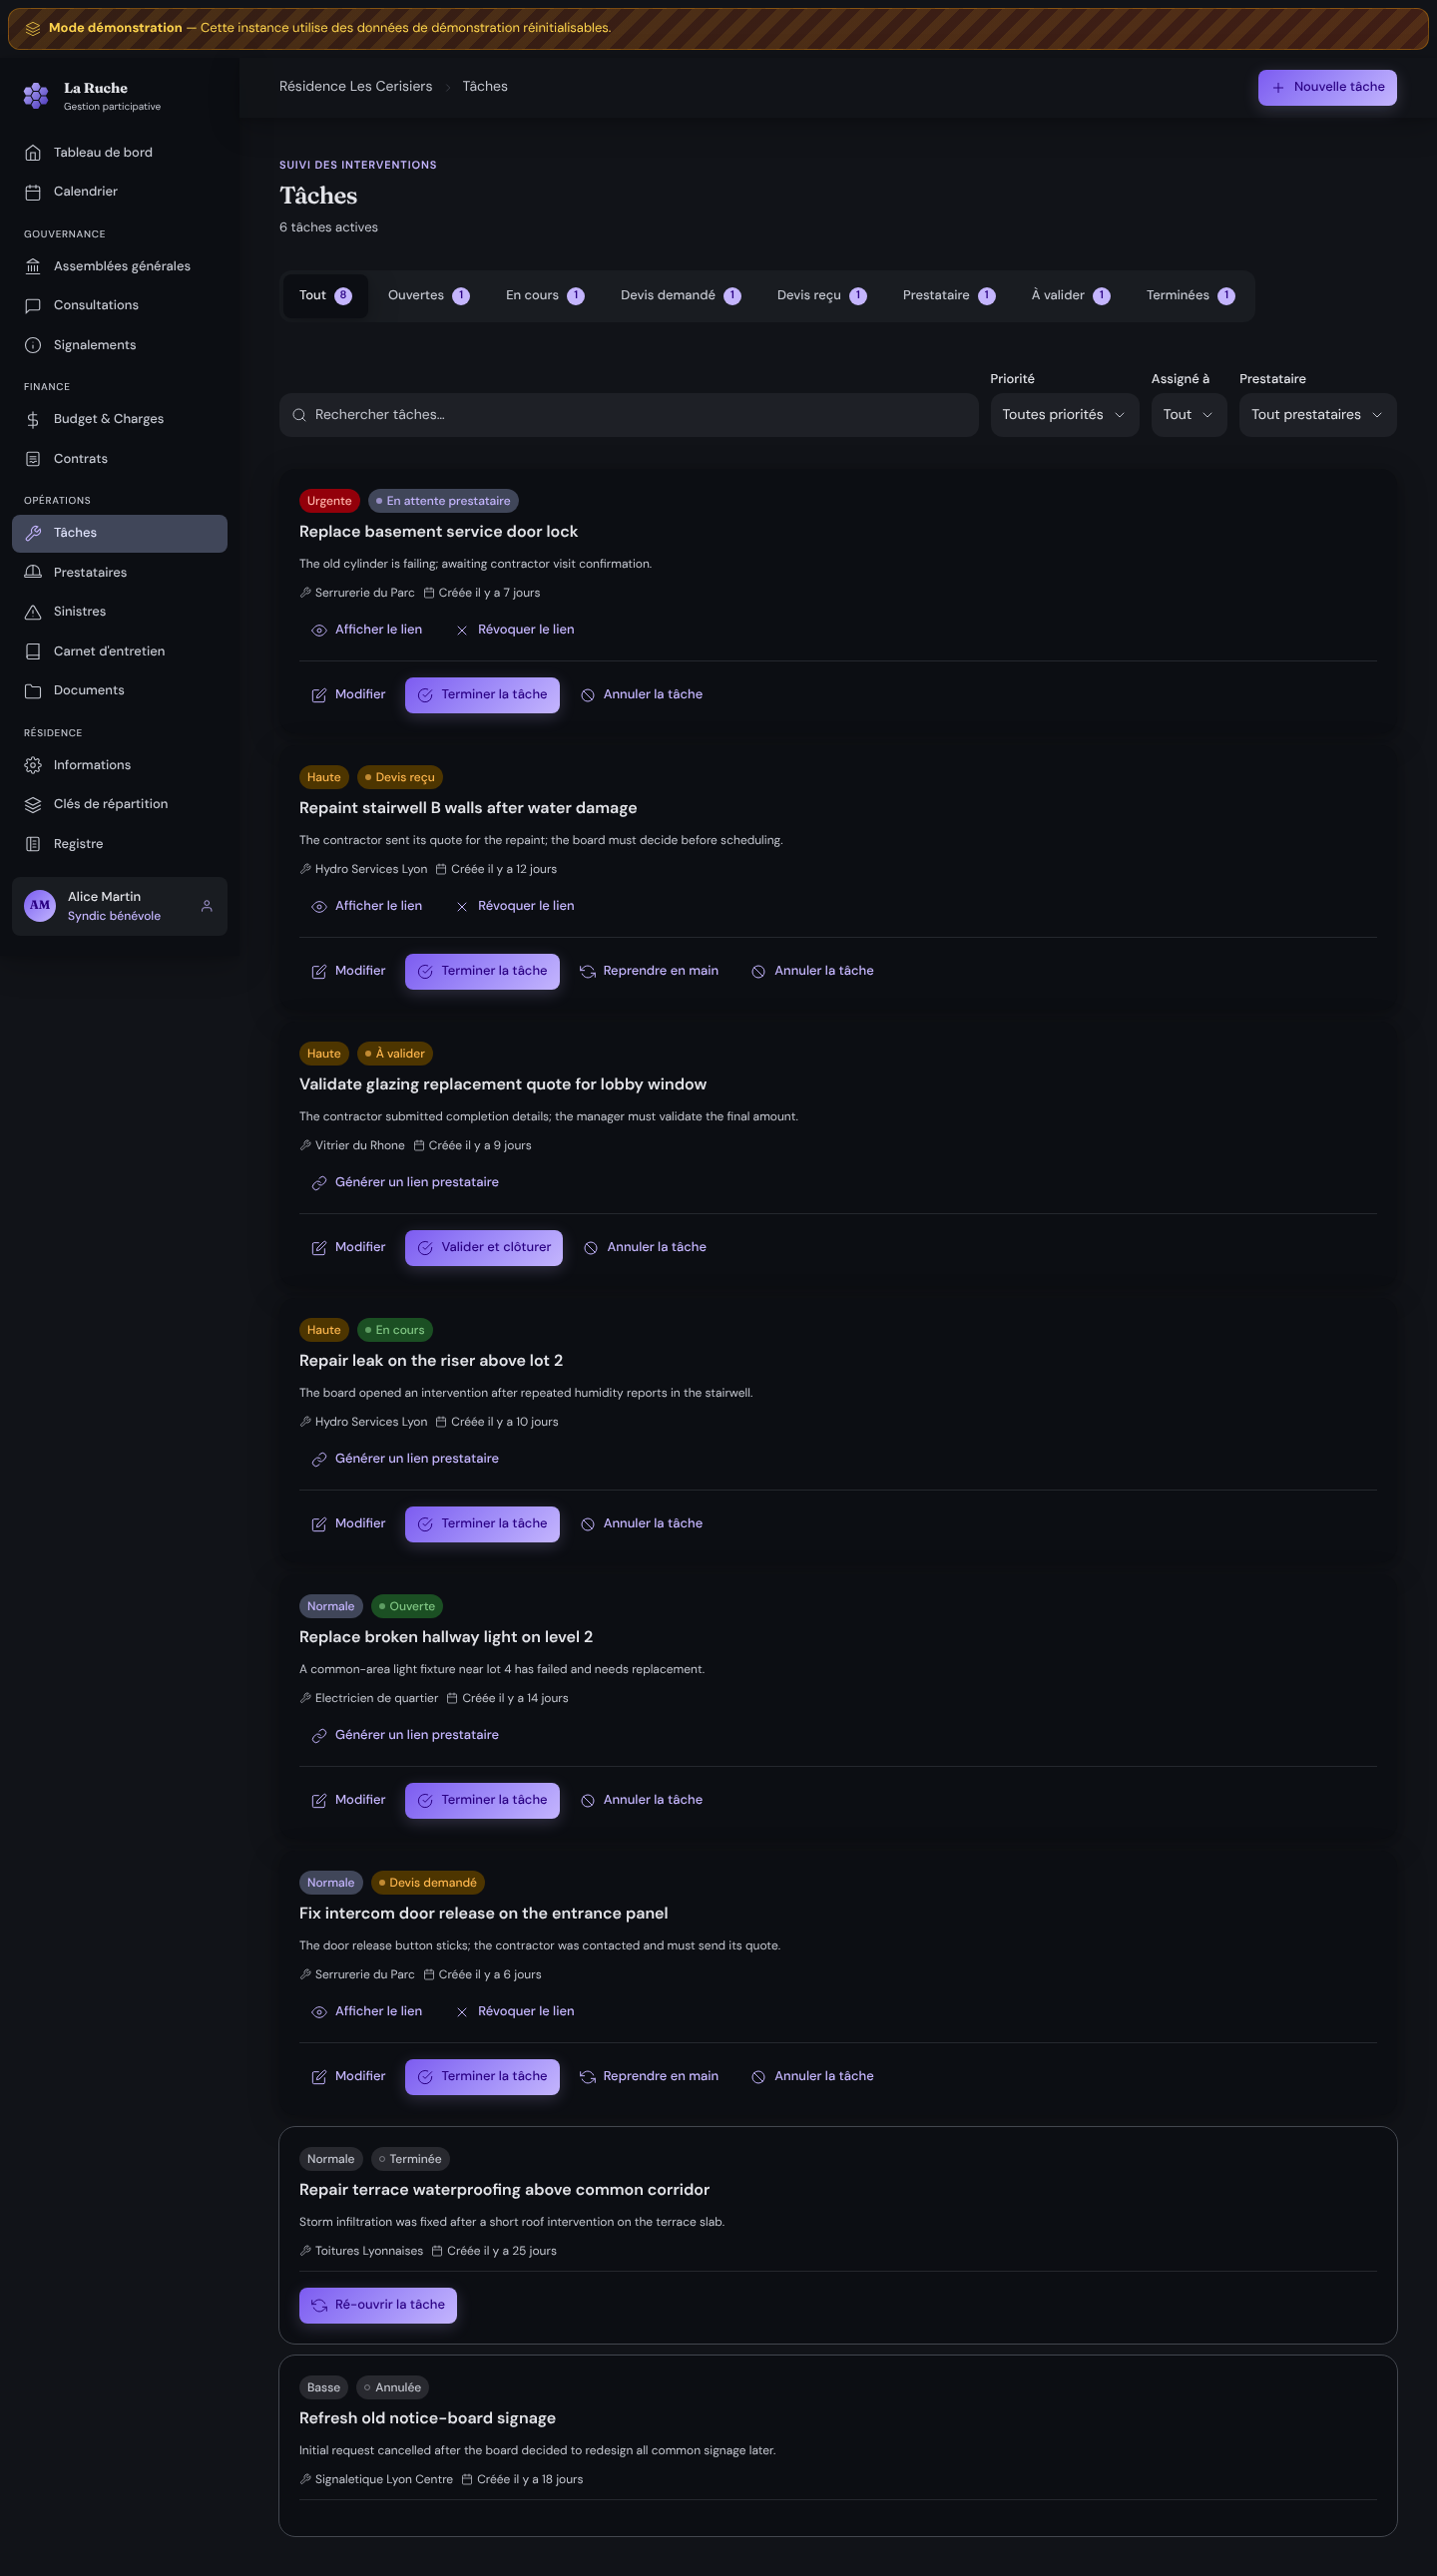 Mode démonstration — Cette instance utilise des données de démonstration réinitialisables.
La Ruche
Gestion participative
Tableau de bord
Calendrier
GOUVERNANCE
Assemblées générales
Consultations
Signalements
FINANCE
Budget & Charges
Contrats
OPÉRATIONS
Tâches
Prestataires
Sinistres
Carnet d'entretien
Documents
RÉSIDENCE
Informations
Clés de répartition
Registre
AM
Alice Martin
Syndic bénévole
Résidence Les Cerisiers > Tâches
Nouvelle tâche
SUIVI DES INTERVENTIONS
Tâches
6 tâches actives
Tout 8 Ouvertes 1 En cours 1 Devis demandé 1 Devis reçu 1 Prestataire 1 À valider 1 Terminées 1
Priorité Assigné à Prestataire
Rechercher tâches... Toutes priorités Tout Tout prestataires
Urgente En attente prestataire
Replace basement service door lock
The old cylinder is failing; awaiting contractor visit confirmation.
Serrurerie du Parc Créée il y a 7 jours
Afficher le lien Révoquer le lien
Modifier Terminer la tâche Annuler la tâche
Haute Devis reçu
Repaint stairwell B walls after water damage
The contractor sent its quote for the repaint; the board must decide before scheduling.
Hydro Services Lyon Créée il y a 12 jours
Afficher le lien Révoquer le lien
Modifier Terminer la tâche Reprendre en main Annuler la tâche
Haute À valider
Validate glazing replacement quote for lobby window
The contractor submitted completion details; the manager must validate the final amount.
Vitrier du Rhone Créée il y a 9 jours
Générer un lien prestataire
Modifier Valider et clôturer Annuler la tâche
Haute En cours
Repair leak on the riser above lot 2
The board opened an intervention after repeated humidity reports in the stairwell.
Hydro Services Lyon Créée il y a 10 jours
Générer un lien prestataire
Modifier Terminer la tâche Annuler la tâche
Normale Ouverte
Replace broken hallway light on level 2
A common-area light fixture near lot 4 has failed and needs replacement.
Electricien de quartier Créée il y a 14 jours
Générer un lien prestataire
Modifier Terminer la tâche Annuler la tâche
Normale Devis demandé
Fix intercom door release on the entrance panel
The door release button sticks; the contractor was contacted and must send its quote.
Serrurerie du Parc Créée il y a 6 jours
Afficher le lien Révoquer le lien
Modifier Terminer la tâche Reprendre en main Annuler la tâche
Normale Terminée
Repair terrace waterproofing above common corridor
Storm infiltration was fixed after a short roof intervention on the terrace slab.
Toitures Lyonnaises Créée il y a 25 jours
Ré-ouvrir la tâche
Basse Annulée
Refresh old notice-board signage
Initial request cancelled after the board decided to redesign all common signage later.
Signaletique Lyon Centre Créée il y a 18 jours